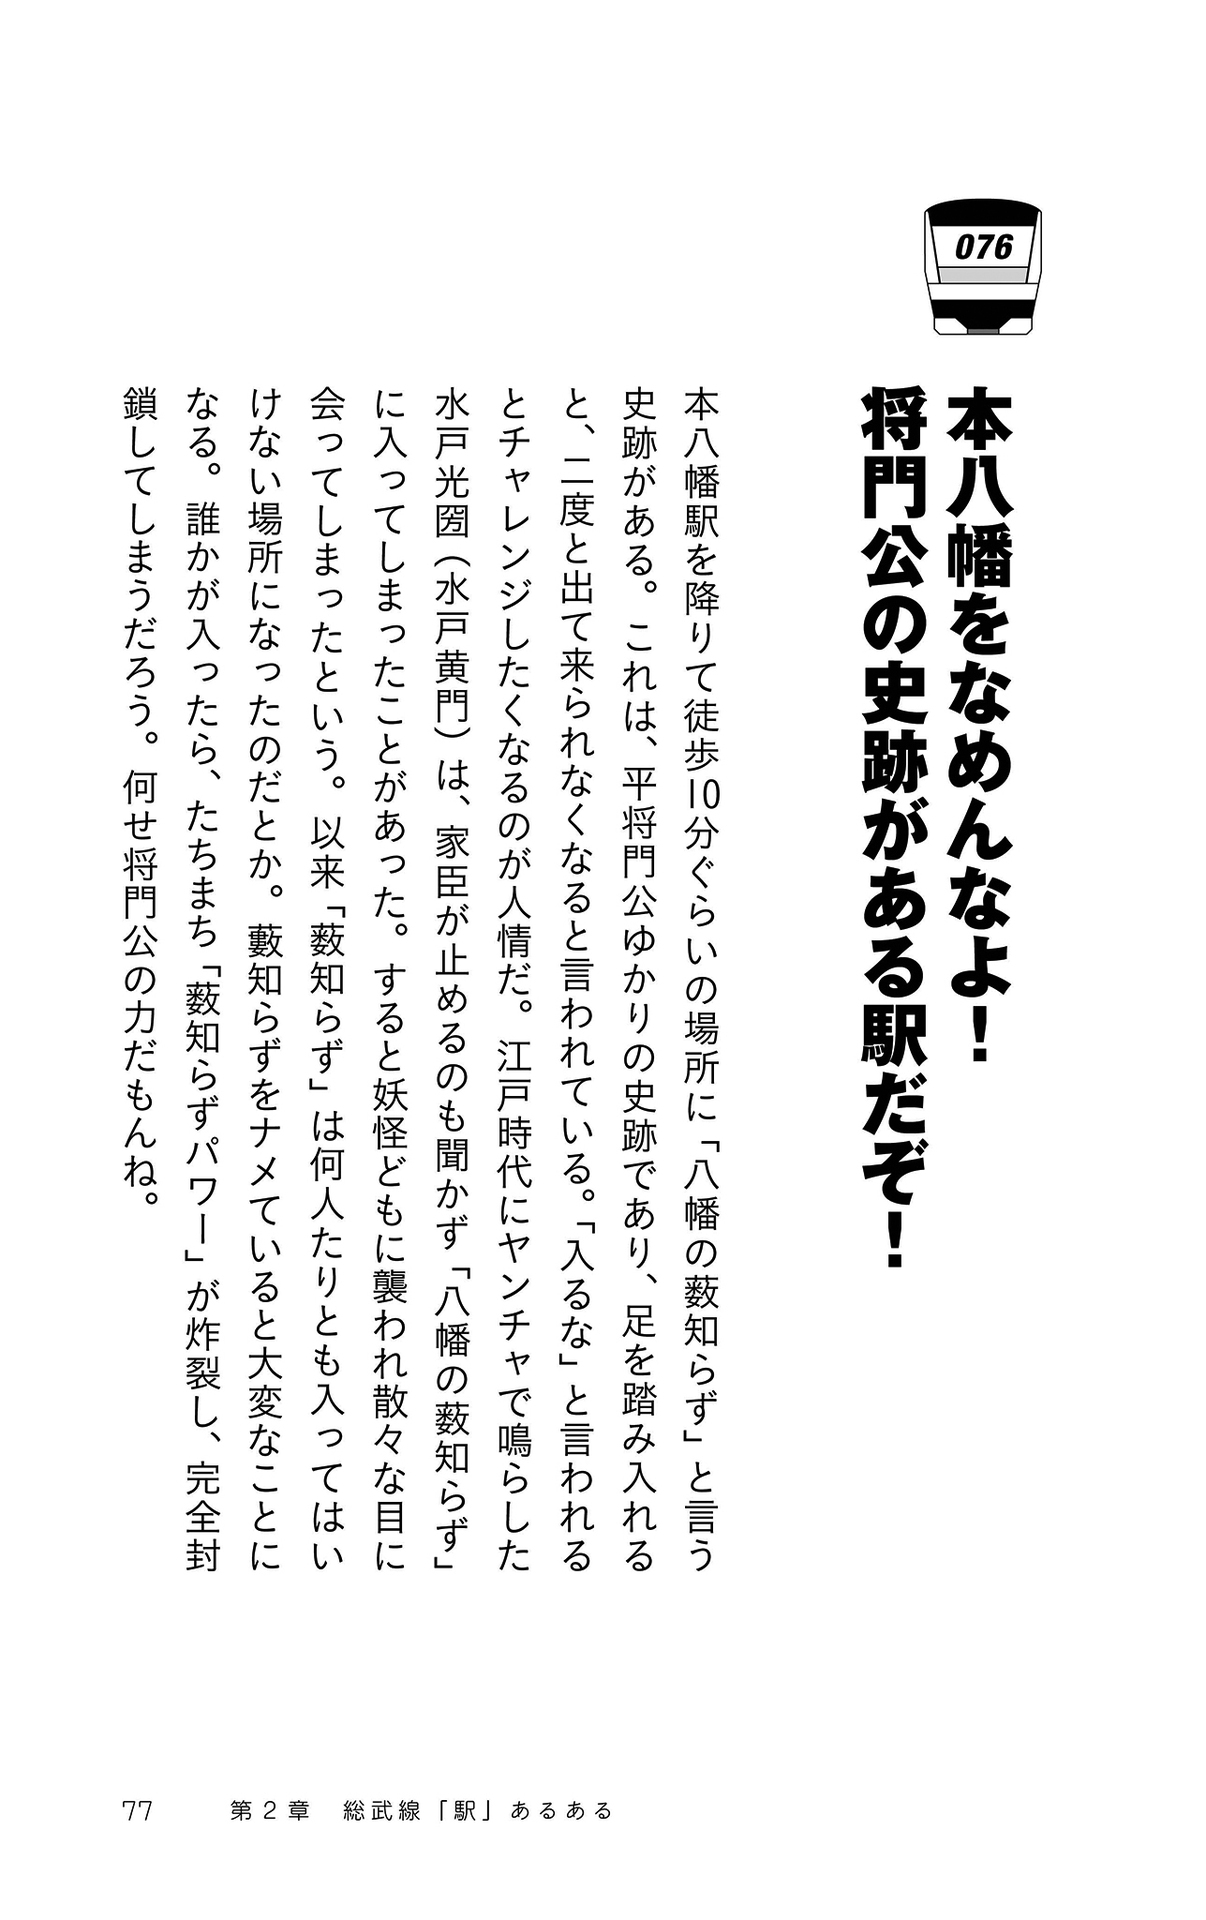 076
本八幡をなめんなよ！
将門公の史跡がある駅だぞ！
本八幡駅を降りて徒歩10分ぐらいの場所に「八幡の薮知らず」と言う
史跡がある。これは、平将門公ゆかりの史跡であり、足を踏み入れる
と、二度と出て来られなくなると言われている。「入るな」と言われる
とチャレンジしたくなるのが人情だ。江戸時代にヤンチャで鳴らした
水戸光圀（水戸黄門）は、家臣が止めるのも聞かず「八幡の薮知らず」
に入ってしまったことがあった。すると妖怪どもに襲われ散々な目に
会ってしまったという。以来「薮知らず」は何人たりとも入ってはい
けない場所になったのだとか。藪知らずをナメていると大変なことに
なる。誰かが入ったら、たちまち「薮知らずパワー」が炸裂し、完全封
鎖してしまうだろう。何せ将門公の力だもんね。
77　第2章　総武線「駅」あるある